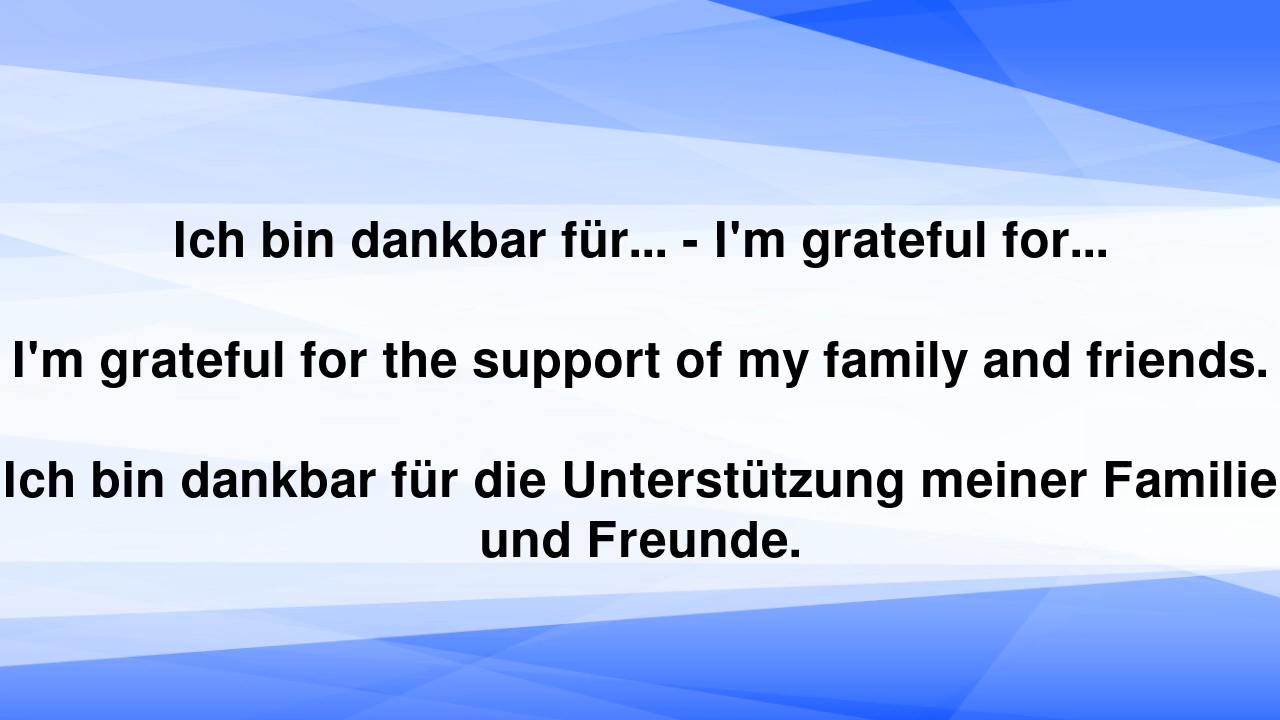 Ich bin dankbar für... - I'm grateful for...
I'm grateful for the support of my family and friends.
Ich bin dankbar für die Unterstützung meiner Familie
und Freunde.